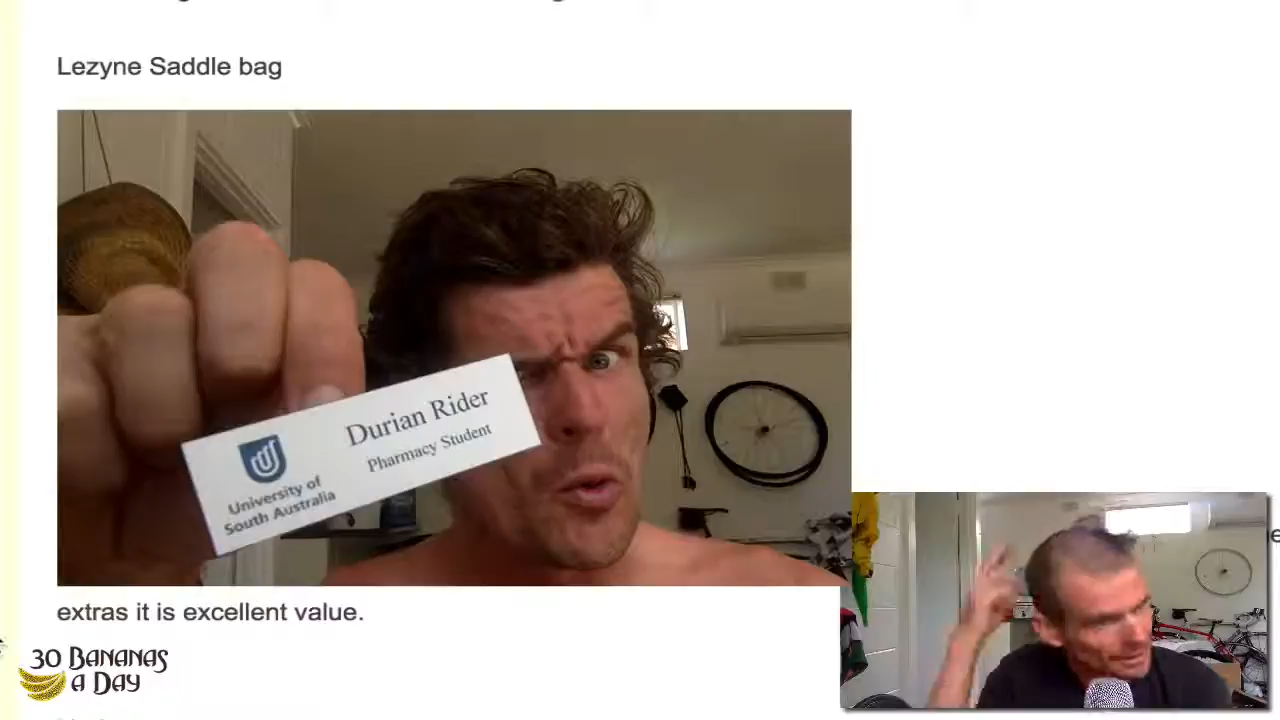 Lezyne Saddle bag
Durian Rider
Pharmacy Student
University of
South Australia
extras it is excellent value.
30 BANANAS
A DAY